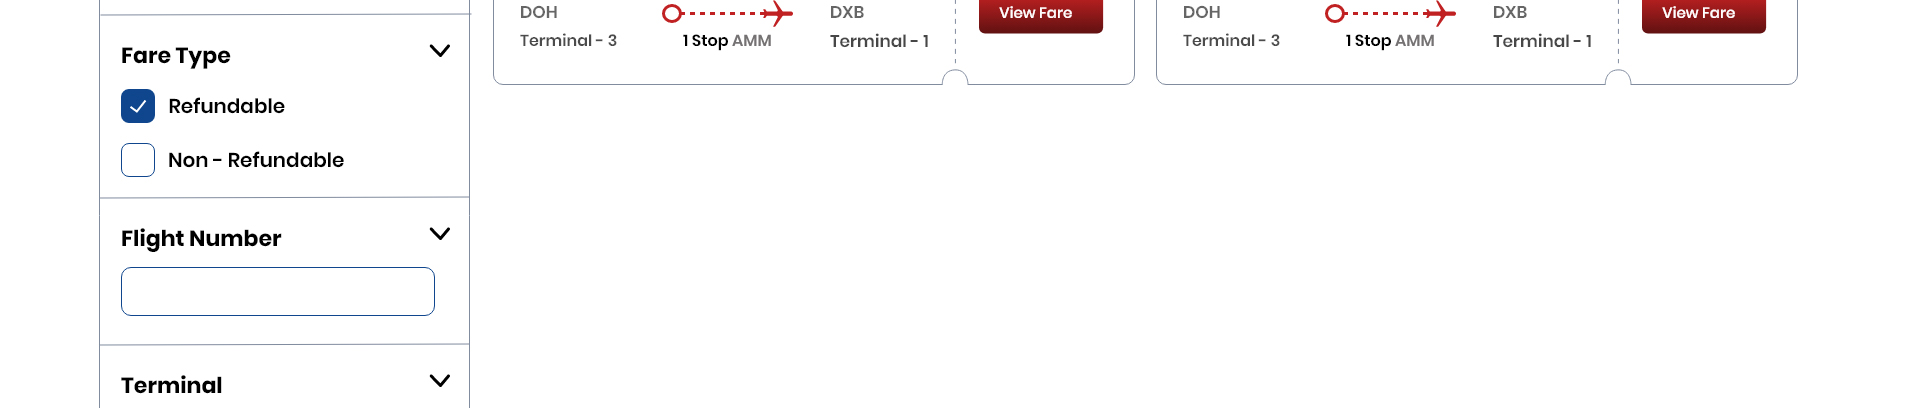 DOH DXB View Fare DOH DXB View Fare
Terminal - 3 1 Stop AMM Terminal - 1 Terminal - 3 1 Stop AMM Terminal - 1
Fare Type
Refundable
Non - Refundable
Flight Number
Terminal